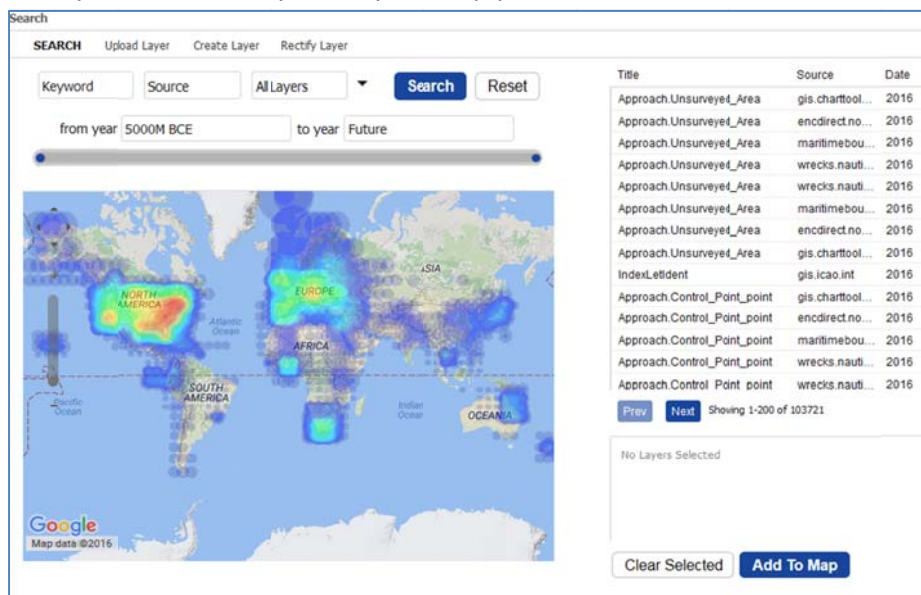 Search
SEARCH Upload Layer Create Layer Rectify Layer
Keyword Source All Layers Search Reset
from year 5000M BCE to year Future
NORTH AMERICA
Atlantic Ocean
EUROPE
ASIA
AFRICA
SOUTH AMERICA
Pacific Ocean
Indian Ocean
OCEANIA
Google
Map data ©2016
Title Source Date
Approach.Unsurveyed_Area gis.charttool... 2016
Approach.Unsurveyed_Area encdirect.no... 2016
Approach.Unsurveyed_Area maritimebou... 2016
Approach.Unsurveyed_Area wrecks.nauti... 2016
Approach.Unsurveyed_Area wrecks.nauti... 2016
Approach.Unsurveyed_Area maritimebou... 2016
Approach.Unsurveyed_Area encdirect.no... 2016
Approach.Unsurveyed_Area gis.charttool... 2016
IndexLetIdent gis.icao.int 2016
Approach.Control_Point_point gis.charttool... 2016
Approach.Control_Point_point encdirect.no... 2016
Approach.Control_Point_point maritimebou... 2016
Approach.Control_Point_point wrecks.nauti... 2016
Approach.Control_Point_point wrecks.nauti... 2016
Prev Next Showing 1-200 of 103721
No Layers Selected
Clear Selected Add To Map